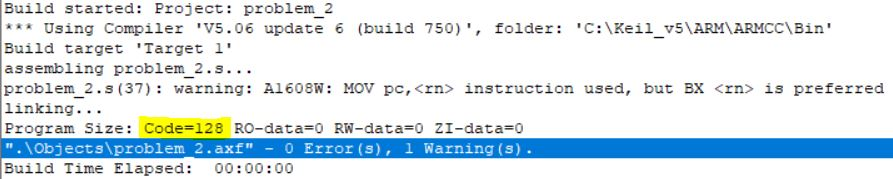 Build started: Project: problem_2
*** Using Compiler 'V5.06 update 6 (build 750)', folder: 'C:\Keil_v5\ARM\ARMCC\Bin'
Build target 'Target 1'
assembling problem_2.s...
problem_2.s(37): warning: A1608W: MOV pc,<rn> instruction used, but BX <rn> is preferred
linking...
Program Size: Code=128 RO-data=0 RW-data=0 ZI-data=0
".\Objects\problem_2.axf" - 0 Error(s), 1 Warning(s).
Build Time Elapsed:  00:00:00